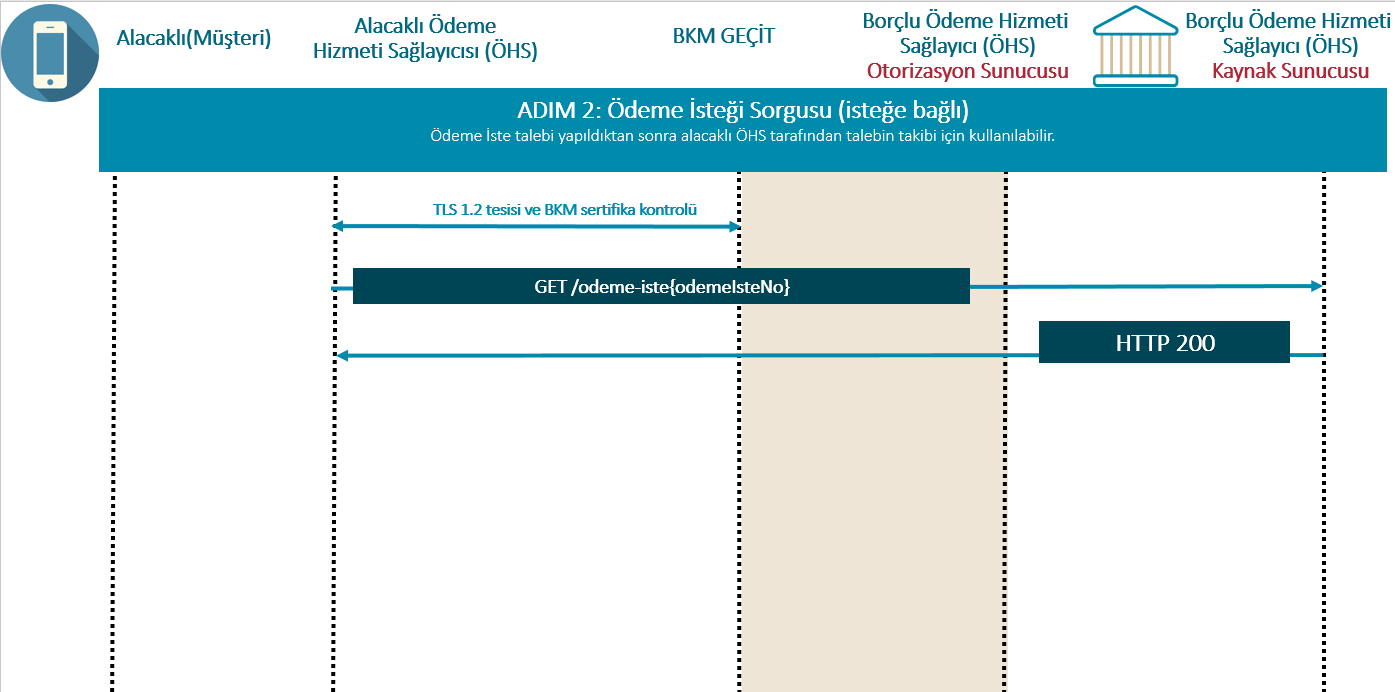 Alacaklı(Müşteri)
Alacaklı Ödeme
Hizmeti Sağlayıcısı (ÖHS)
BKM GEÇİT
Borçlu Ödeme Hizmeti
Sağlayıcı (ÖHS)
Otorizasyon Sunucusu
Borçlu Ödeme Hizmeti
Sağlayıcı (ÖHS)
Kaynak Sunucusu
ADIM 2: Ödeme İsteği Sorgusu (isteğe bağlı)
Ödeme İste talebi yapıldıktan sonra alacaklı ÖHS tarafından talebin takibi için kullanılabilir.
TLS 1.2 tesisi ve BKM sertifika kontrolü
GET /odeme-iste{odemeIsteNo}
HTTP 200